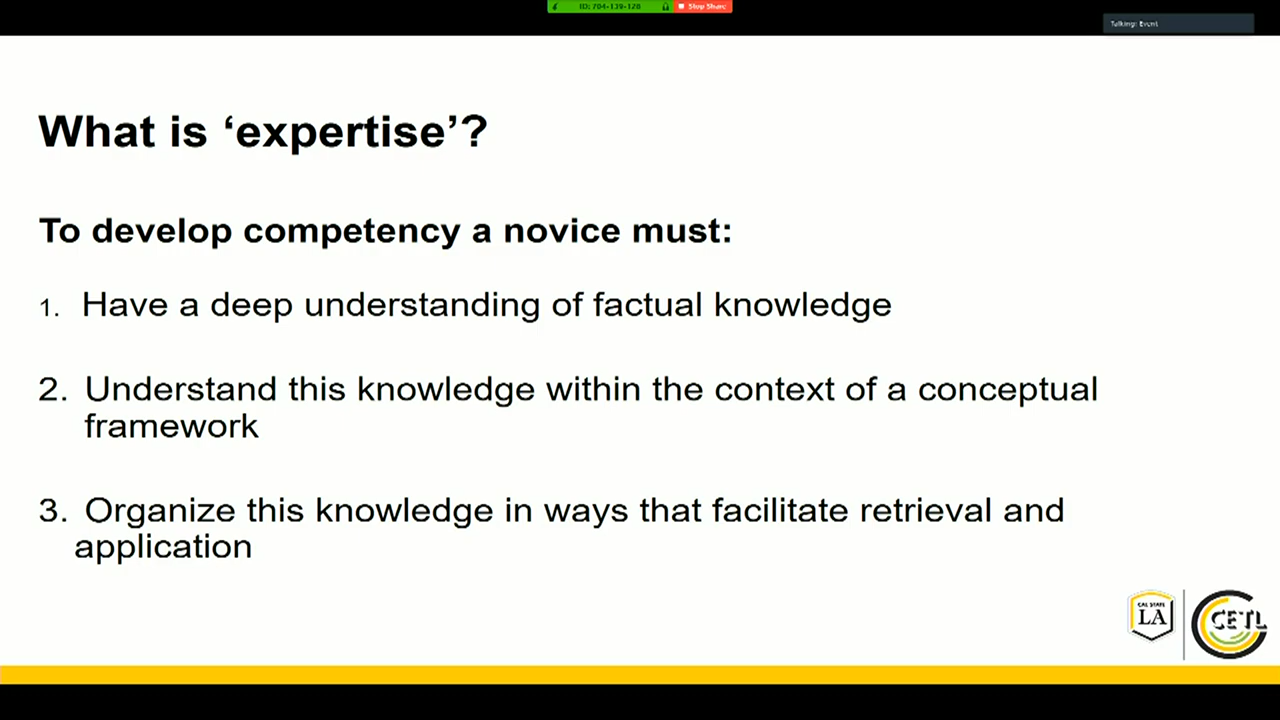 ID: 704-139-128
Stop Share
Talking: Event
What is ‘expertise’?
To develop competency a novice must:
1. Have a deep understanding of factual knowledge
2. Understand this knowledge within the context of a conceptual
framework
3. Organize this knowledge in ways that facilitate retrieval and
application
CAL STATE
LA
CETL